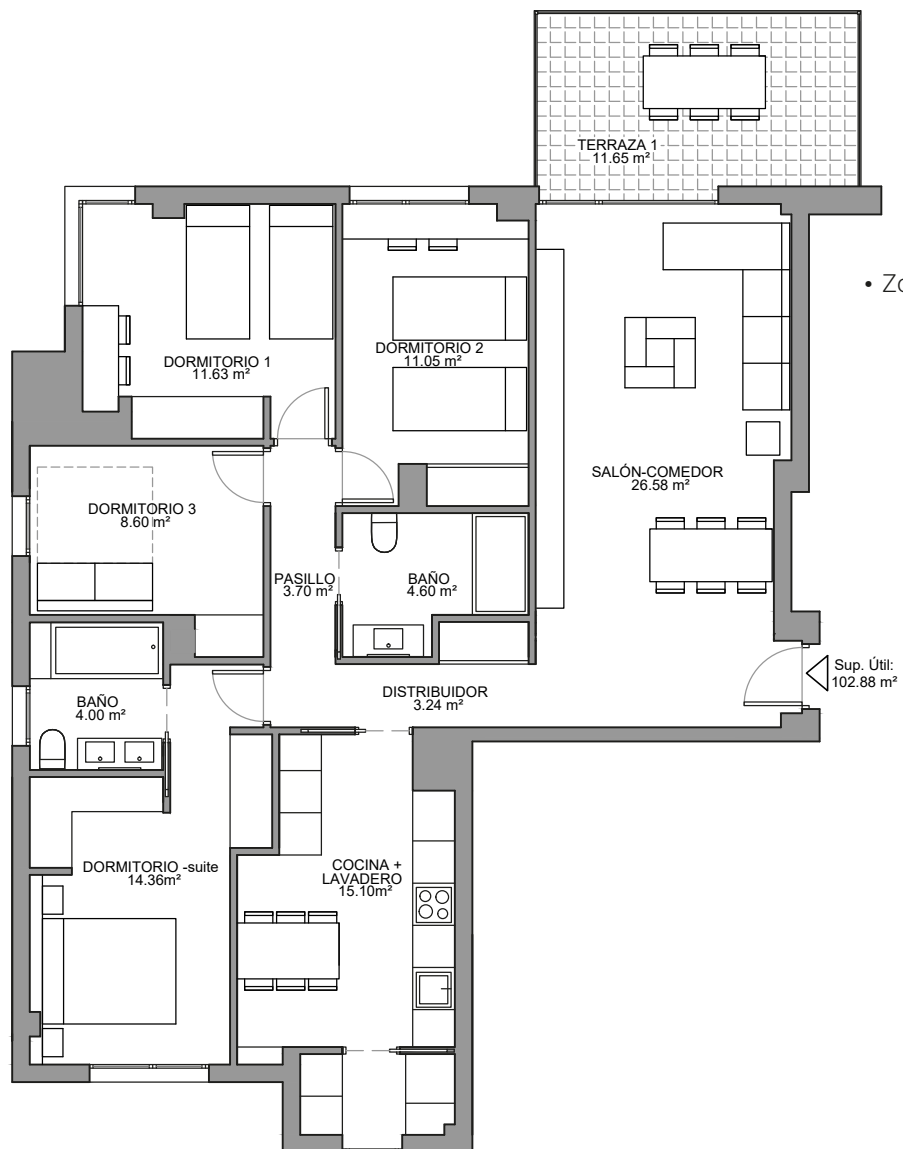 TERRAZA 1
11.65 m²
• Zo
DORMITORIO 1
11.63 m²
DORMITORIO 2
11.05 m²
SALÓN-COMEDOR
26.58 m²
DORMITORIO 3
8.60 m²
PASILLO
3.70 m²
BAÑO
4.60 m²
Sup. Útil:
102.88 m²
DISTRIBUIDOR
3.24 m²
BAÑO
4.00 m²
DORMITORIO -suite
14.36m²
COCINA +
LAVADERO
15.10m²